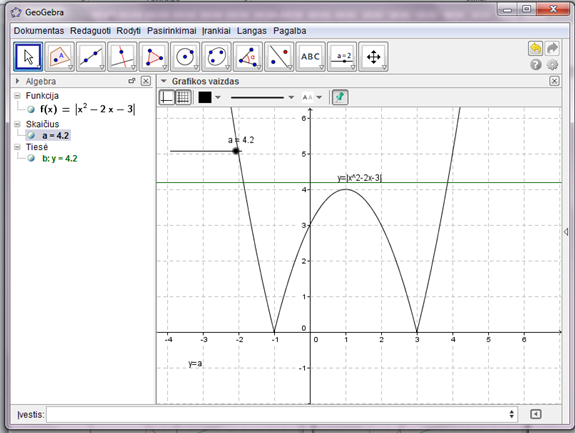 GeoGebra
Dokumentas Redaguoti Rodyti Pasirinkimai Įrankiai Langas Pagalba
A
α
ABC
a = 2
Algebra
Funkcija
f(x) = |x² − 2 x − 3|
Skaičius
a = 4.2
Tiesė
b: y = 4.2
Grafikos vaizdas
A A
6
a = 4.2
5
y=|x^2-2x-3|
4
3
2
1
0
-4 -3 -2 -1 0 1 2 3 4 5 6
-1
y=a
Įvestis: